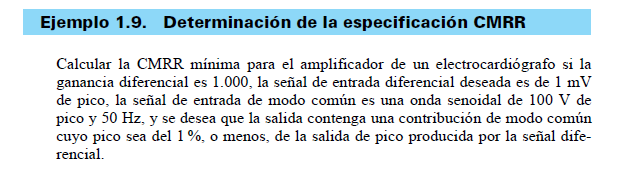 Ejemplo 1.9. Determinación de la especificación CMRR
Calcular la CMRR mínima para el amplificador de un electrocardiógrafo si la
ganancia diferencial es 1.000, la señal de entrada diferencial deseada es de 1 mV
de pico, la señal de entrada de modo común es una onda senoidal de 100 V de
pico y 50 Hz, y se desea que la salida contenga una contribución de modo común
cuyo pico sea del 1%, o menos, de la salida de pico producida por la señal dife-
rencial.